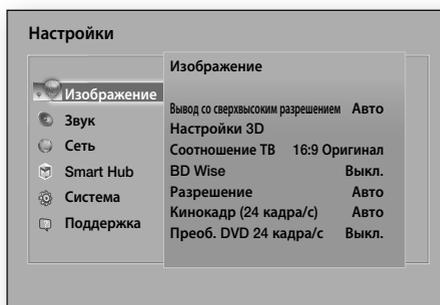 Настройки
Изображение
Звук
Сеть
Smart Hub
Система
Поддержка
Изображение
Вывод со сверхвысоким разрешением Авто
Настройки 3D
Соотношение ТВ 16:9 Оригинал
BD Wise Выкл.
Разрешение Авто
Кинокадр (24 кадра/с) Авто
Преоб. DVD 24 кадра/с Выкл.